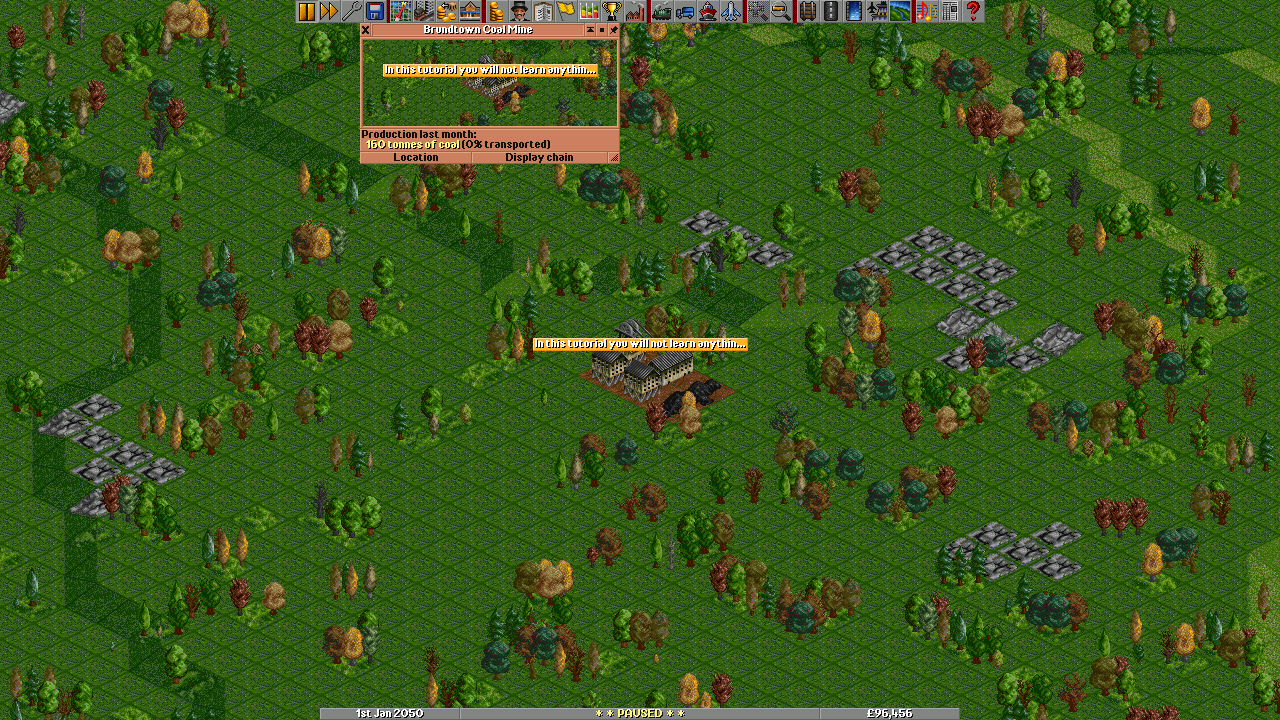 Brundtown Coal Mine
In this tutorial you will not learn anythin...
Production last month:
160 tonnes of coal (0% transported)
Location
Display chain
In this tutorial you will not learn anythin...
1st Jan 2050
* * PAUSED * *
£96,456